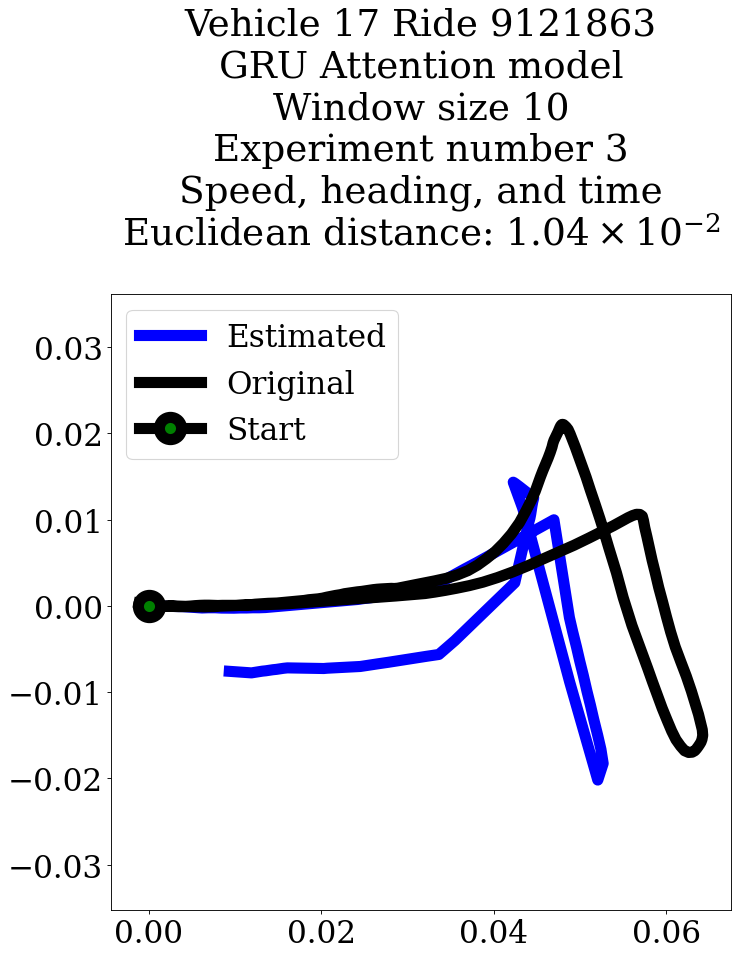 Vehicle 17 Ride 9121863
GRU Attention model
Window size 10
Experiment number 3
Speed, heading, and time
Euclidean distance: 1.04 × 10⁻²
Estimated
Original
Start
0.03
0.02
0.01
0.00
−0.01
−0.02
−0.03
0.00 0.02 0.04 0.06